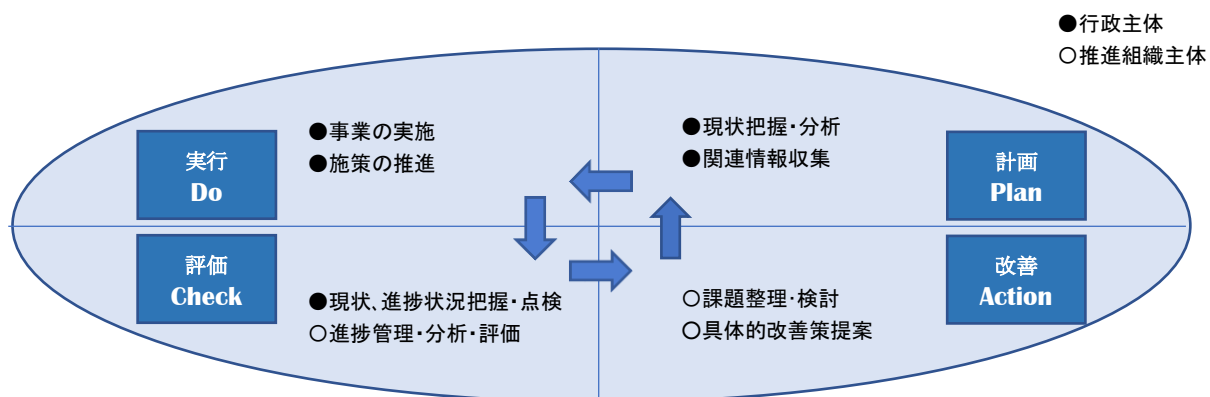 ●行政主体
○推進組織主体
実行
Do
●事業の実施
●施策の推進
●現状把握・分析
●関連情報収集
計画
Plan
評価
Check
●現状、進捗状況把握・点検
○進捗管理・分析・評価
○課題整理・検討
○具体的改善策提案
改善
Action